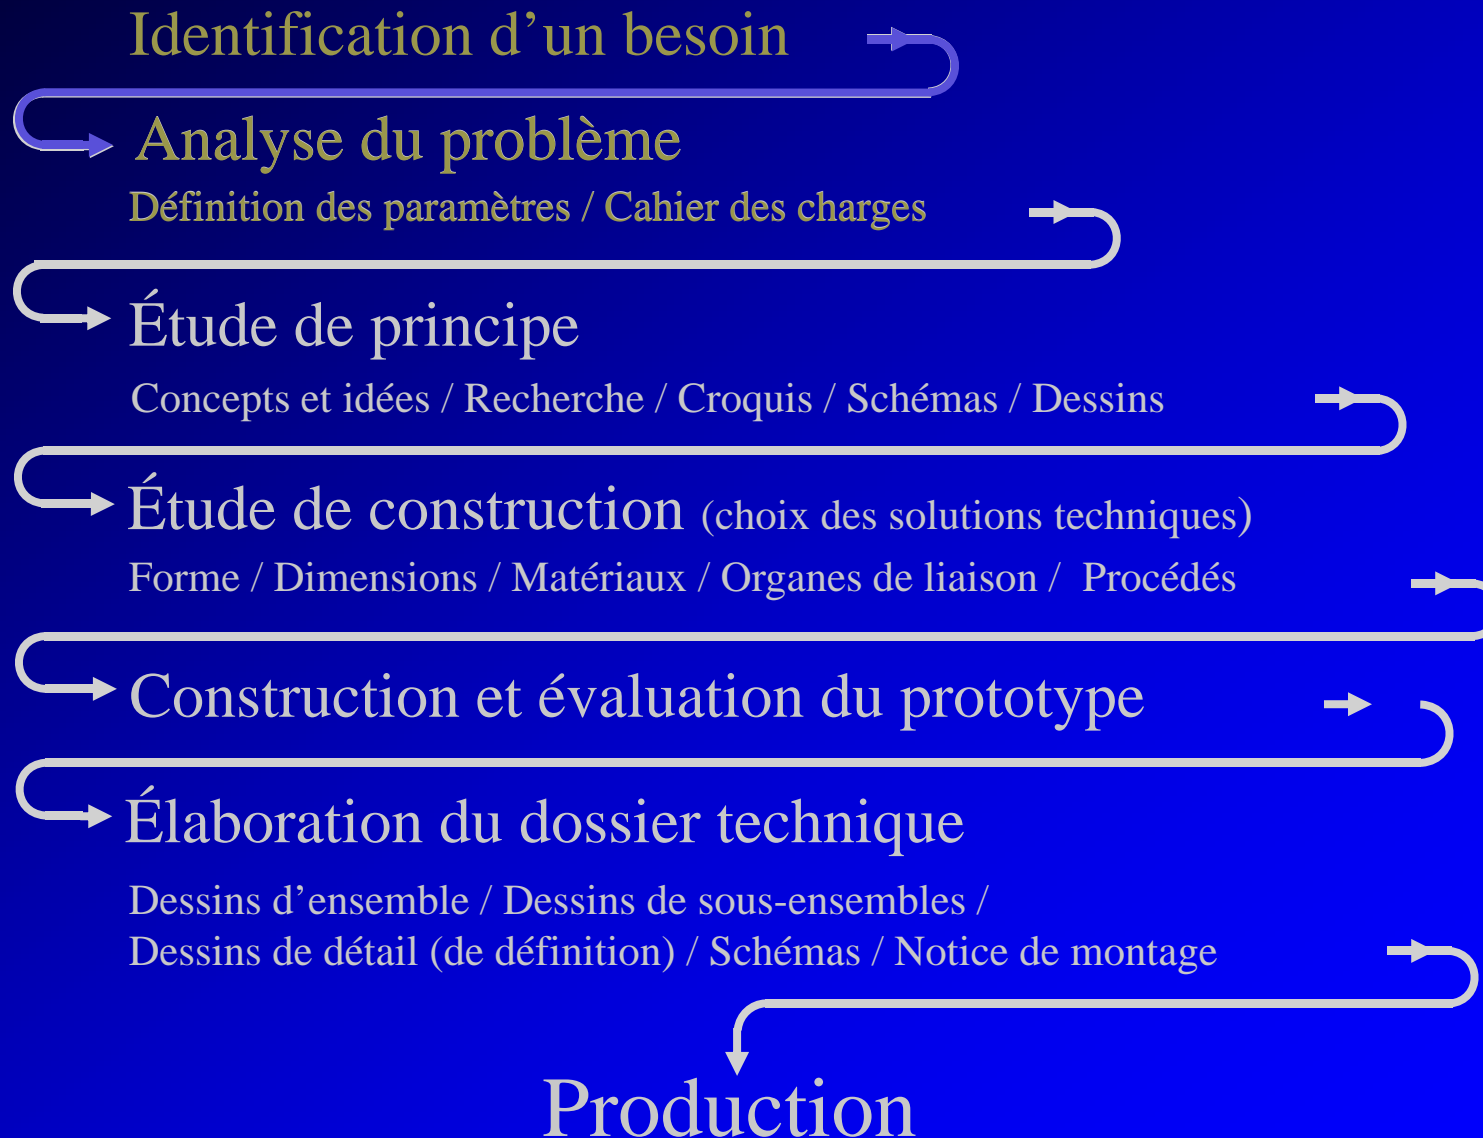 Identification d’un besoin
Analyse du problème
Définition des paramètres / Cahier des charges
Étude de principe
Concepts et idées / Recherche / Croquis / Schémas / Dessins
Étude de construction (choix des solutions techniques)
Forme / Dimensions / Matériaux / Organes de liaison / Procédés
Construction et évaluation du prototype
Élaboration du dossier technique
Dessins d’ensemble / Dessins de sous-ensembles /
Dessins de détail (de définition) / Schémas / Notice de montage
Production